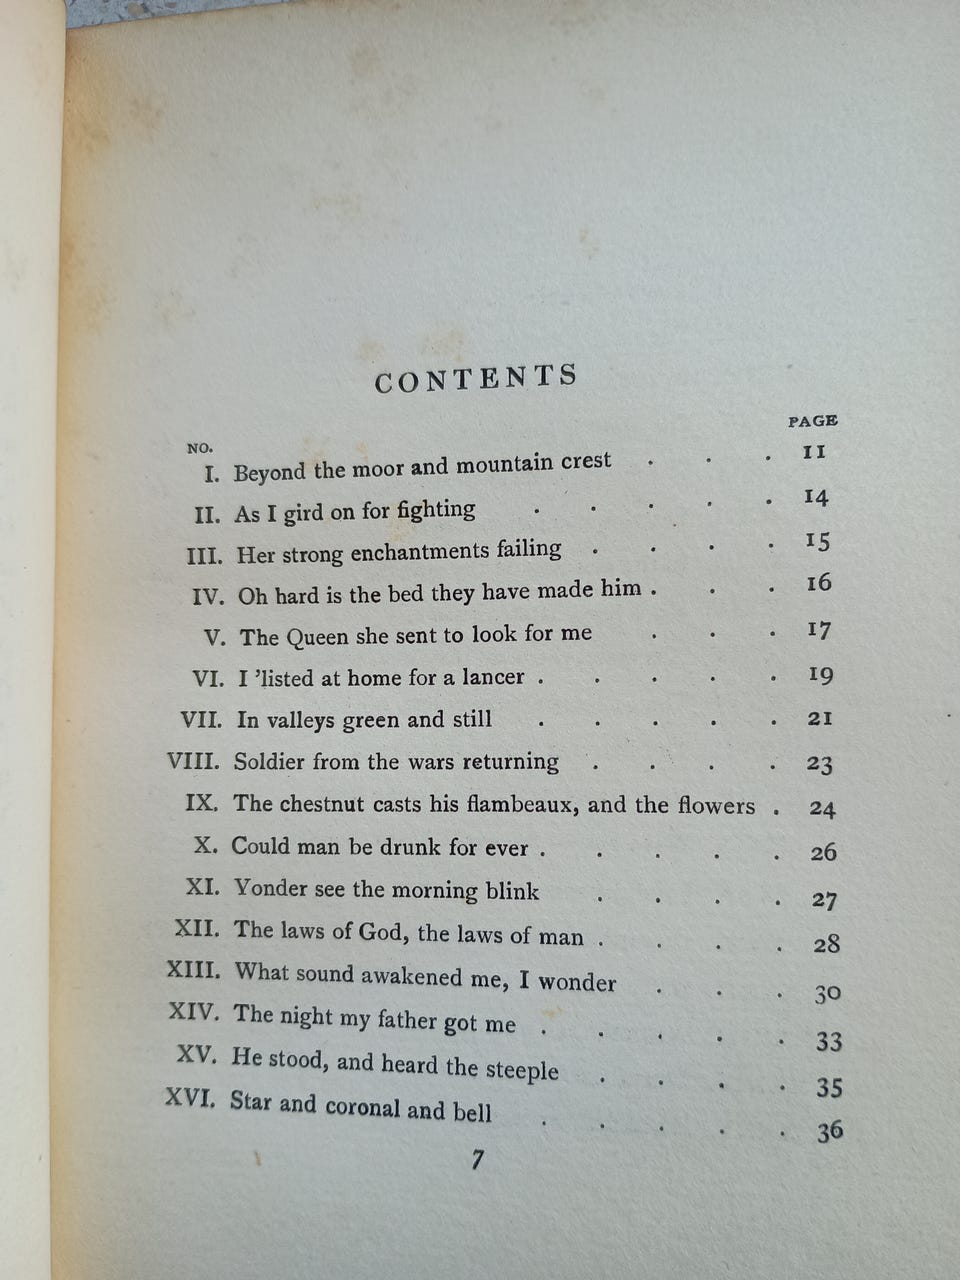 CONTENTS
NO. PAGE
I. Beyond the moor and mountain crest . . . 11
II. As I gird on for fighting . . . . . 14
III. Her strong enchantments failing . . . . 15
IV. Oh hard is the bed they have made him . . . 16
V. The Queen she sent to look for me . . . 17
VI. I ’listed at home for a lancer . . . . . 19
VII. In valleys green and still . . . . . 21
VIII. Soldier from the wars returning . . . . 23
IX. The chestnut casts his flambeaux, and the flowers . 24
X. Could man be drunk for ever . . . . . 26
XI. Yonder see the morning blink . . . . 27
XII. The laws of God, the laws of man . . . . 28
XIII. What sound awakened me, I wonder . . . 30
XIV. The night my father got me . . . . . 33
XV. He stood, and heard the steeple . . . . 35
XVI. Star and coronal and bell . . . . . 36
7